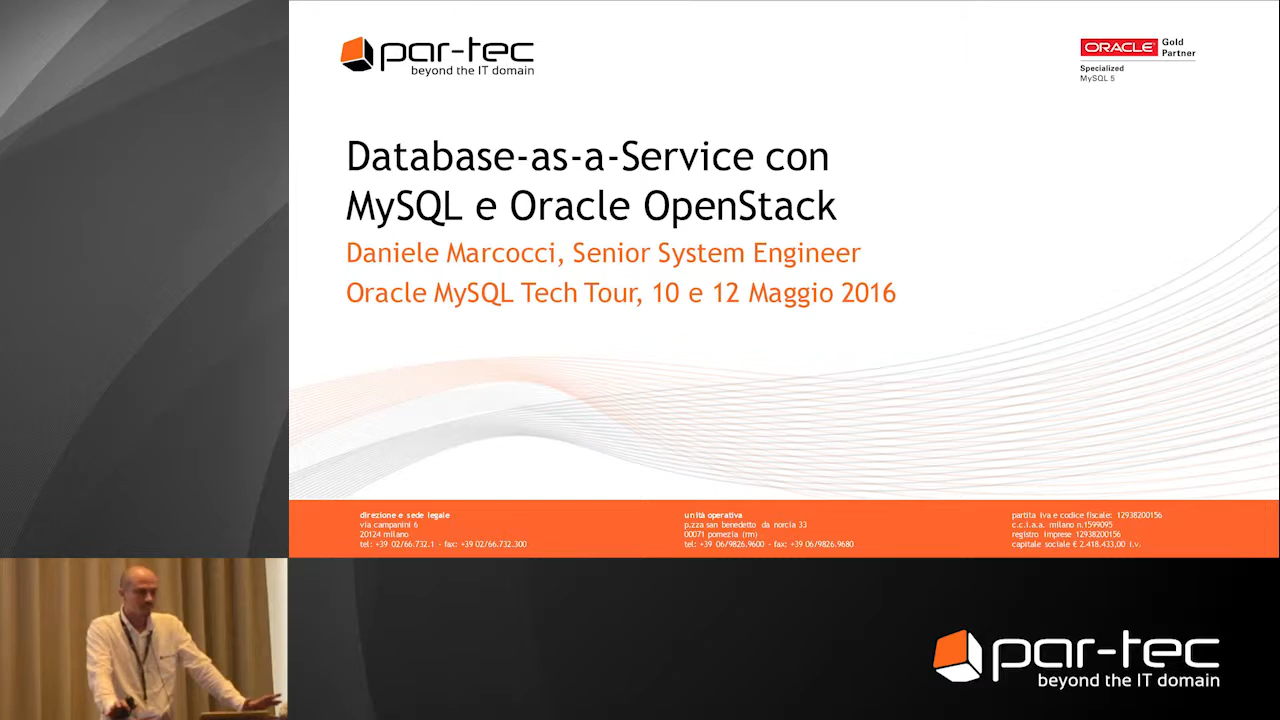 par-tec
beyond the IT domain
ORACLE Gold
Partner
Specialized
MySQL 5
Database-as-a-Service con
MySQL e Oracle OpenStack
Daniele Marcocci, Senior System Engineer
Oracle MySQL Tech Tour, 10 e 12 Maggio 2016
direzione e sede legale
via campanini 6
20124 milano
tel: +39 02/66.732.1 - fax: +39 02/66.732.300
unità operativa
p.zza san benedetto da norcia 33
00071 pomezia (rm)
tel: +39 06/9826.9600 - fax: +39 06/9826.9680
partita iva e codice fiscale: 12938200156
c.c.i.a.a. milano n.1599095
registro imprese 12938200156
capitale sociale € 2.418.433,00 i.v.
par-tec
beyond the IT domain